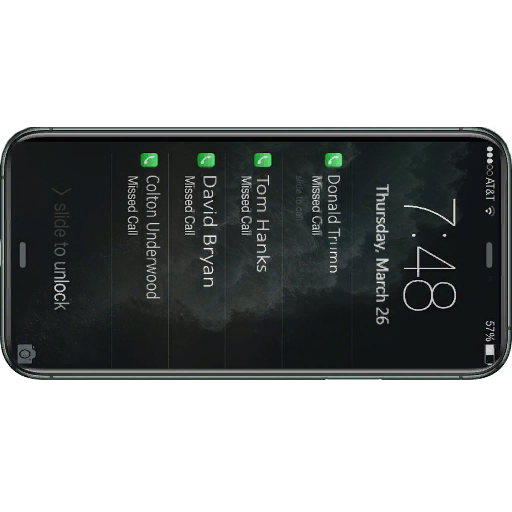 AT&T 57%
7:48
Thursday, March 26
Donald Trump
Missed Call
slide to call
Tom Hanks
Missed Call
David Bryan
Missed Call
Colton Underwood
Missed Call
slide to unlock